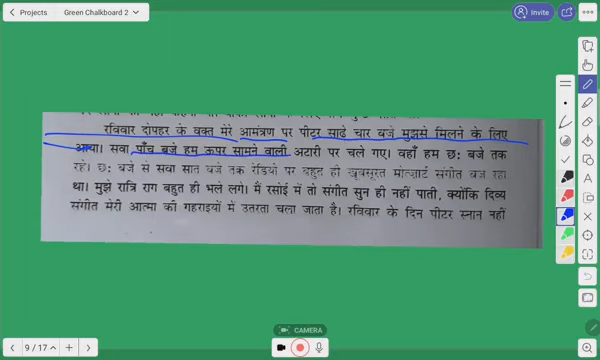 Projects
Green Chalkboard 2
Invite
रविवार दोपहर के वक्त मेरे आमंत्रण पर पीटर साढे चार बजे मुझसे मिलने के लिए
आया। सवा पाँच बजे हम ऊपर सामने वाली अटारी पर चले गए। वहाँ हम छः बजे तक
रहे। छः बजे से सवा सात बजे तक रेडियो पर बहुत ही खूबसूरत मोत्ज़ार्ट संगीत बज रहा
था। मुझे रात्रि राग बहुत ही भले लगे। मैं रसोई में तो संगीत सुन ही नहीं पाती, क्योंकि दिव्य
संगीत मेरी आत्मा की गहराइयों में उतरता चला जाता है। रविवार के दिन पीटर स्नान नहीं
9 / 17
CAMERA